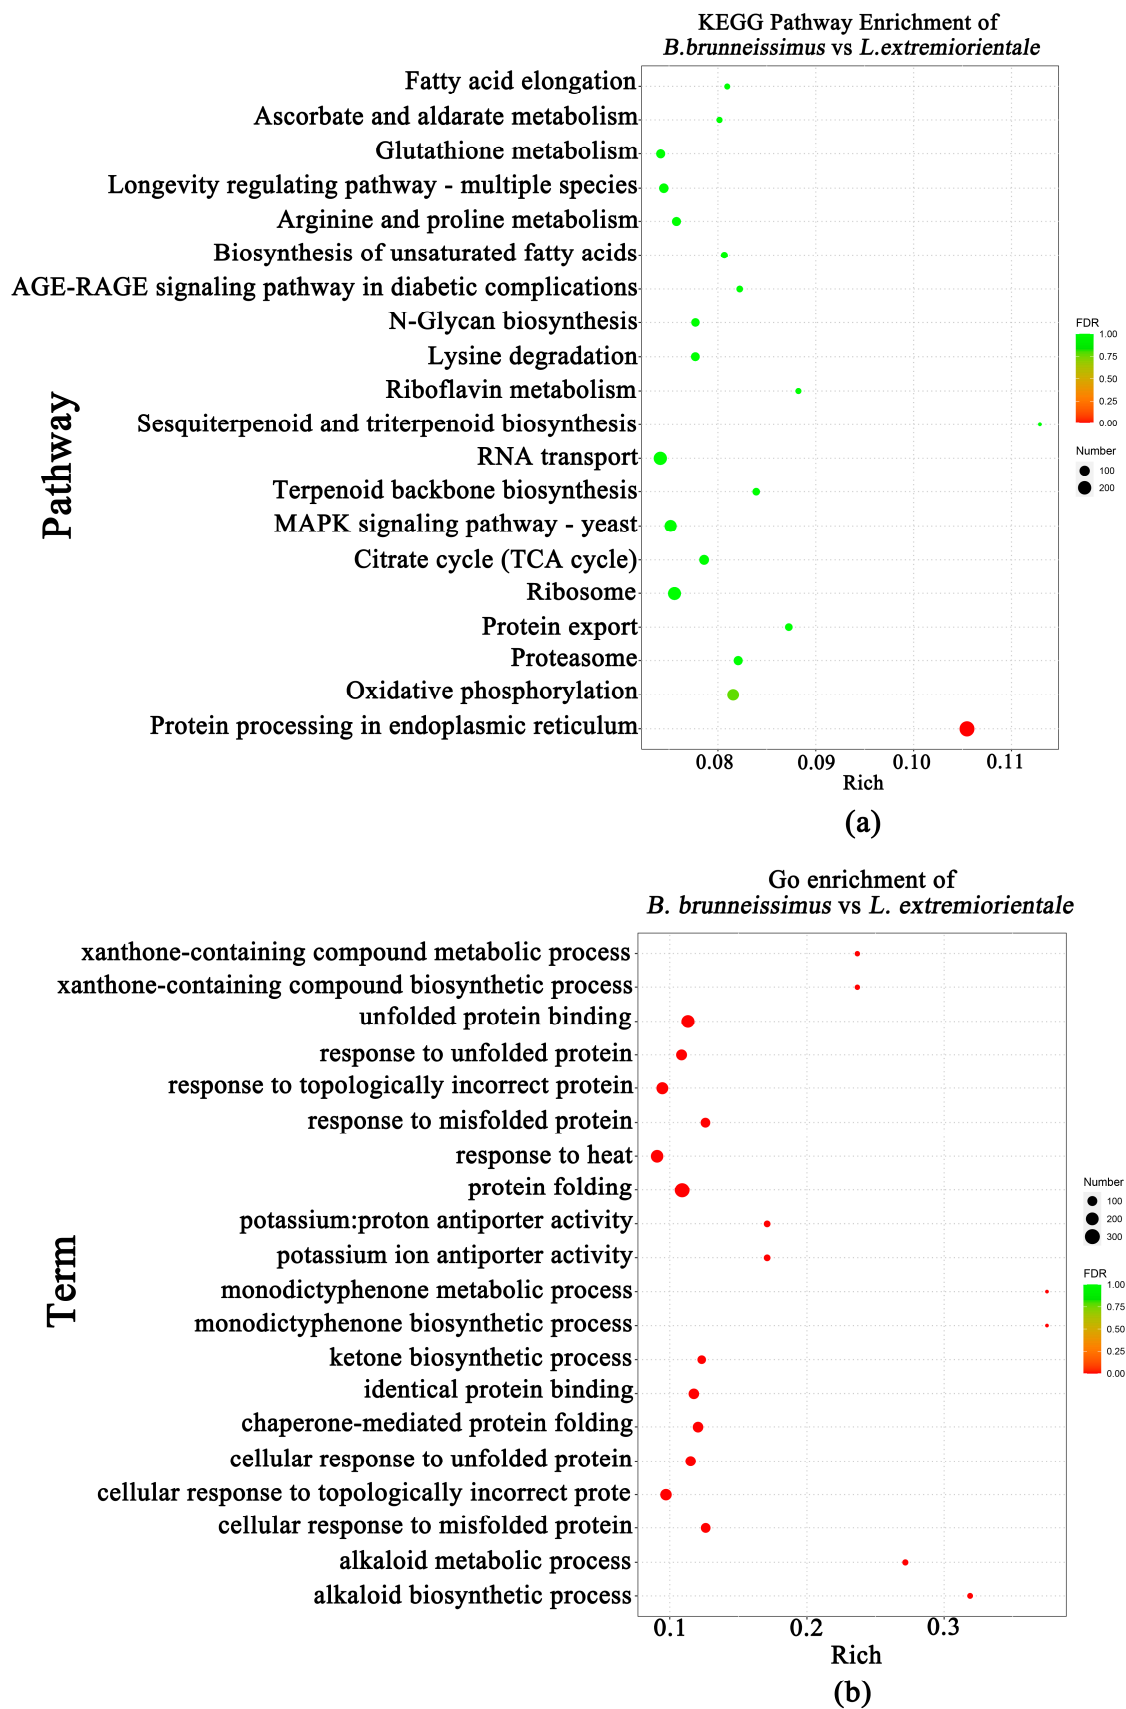 KEGG Pathway Enrichment of
B.brunneissimus vs L.extremiorientale
Fatty acid elongation
Ascorbate and aldarate metabolism
Glutathione metabolism
Longevity regulating pathway - multiple species
Arginine and proline metabolism
Biosynthesis of unsaturated fatty acids
AGE-RAGE signaling pathway in diabetic complications
N-Glycan biosynthesis
Lysine degradation
Riboflavin metabolism
Sesquiterpenoid and triterpenoid biosynthesis
RNA transport
Terpenoid backbone biosynthesis
MAPK signaling pathway - yeast
Citrate cycle (TCA cycle)
Ribosome
Protein export
Proteasome
Oxidative phosphorylation
Protein processing in endoplasmic reticulum
Pathway
0.08 0.09 0.10 0.11
Rich
FDR
1.00
0.75
0.50
0.25
0.00
Number
100
200
(a)
Go enrichment of
B. brunneissimus vs L. extremiorientale
xanthone-containing compound metabolic process
xanthone-containing compound biosynthetic process
unfolded protein binding
response to unfolded protein
response to topologically incorrect protein
response to misfolded protein
response to heat
protein folding
potassium:proton antiporter activity
potassium ion antiporter activity
monodictyphenone metabolic process
monodictyphenone biosynthetic process
ketone biosynthetic process
identical protein binding
chaperone-mediated protein folding
cellular response to unfolded protein
cellular response to topologically incorrect prote
cellular response to misfolded protein
alkaloid metabolic process
alkaloid biosynthetic process
Term
0.1 0.2 0.3
Rich
Number
100
200
300
FDR
1.00
0.75
0.50
0.25
0.00
(b)